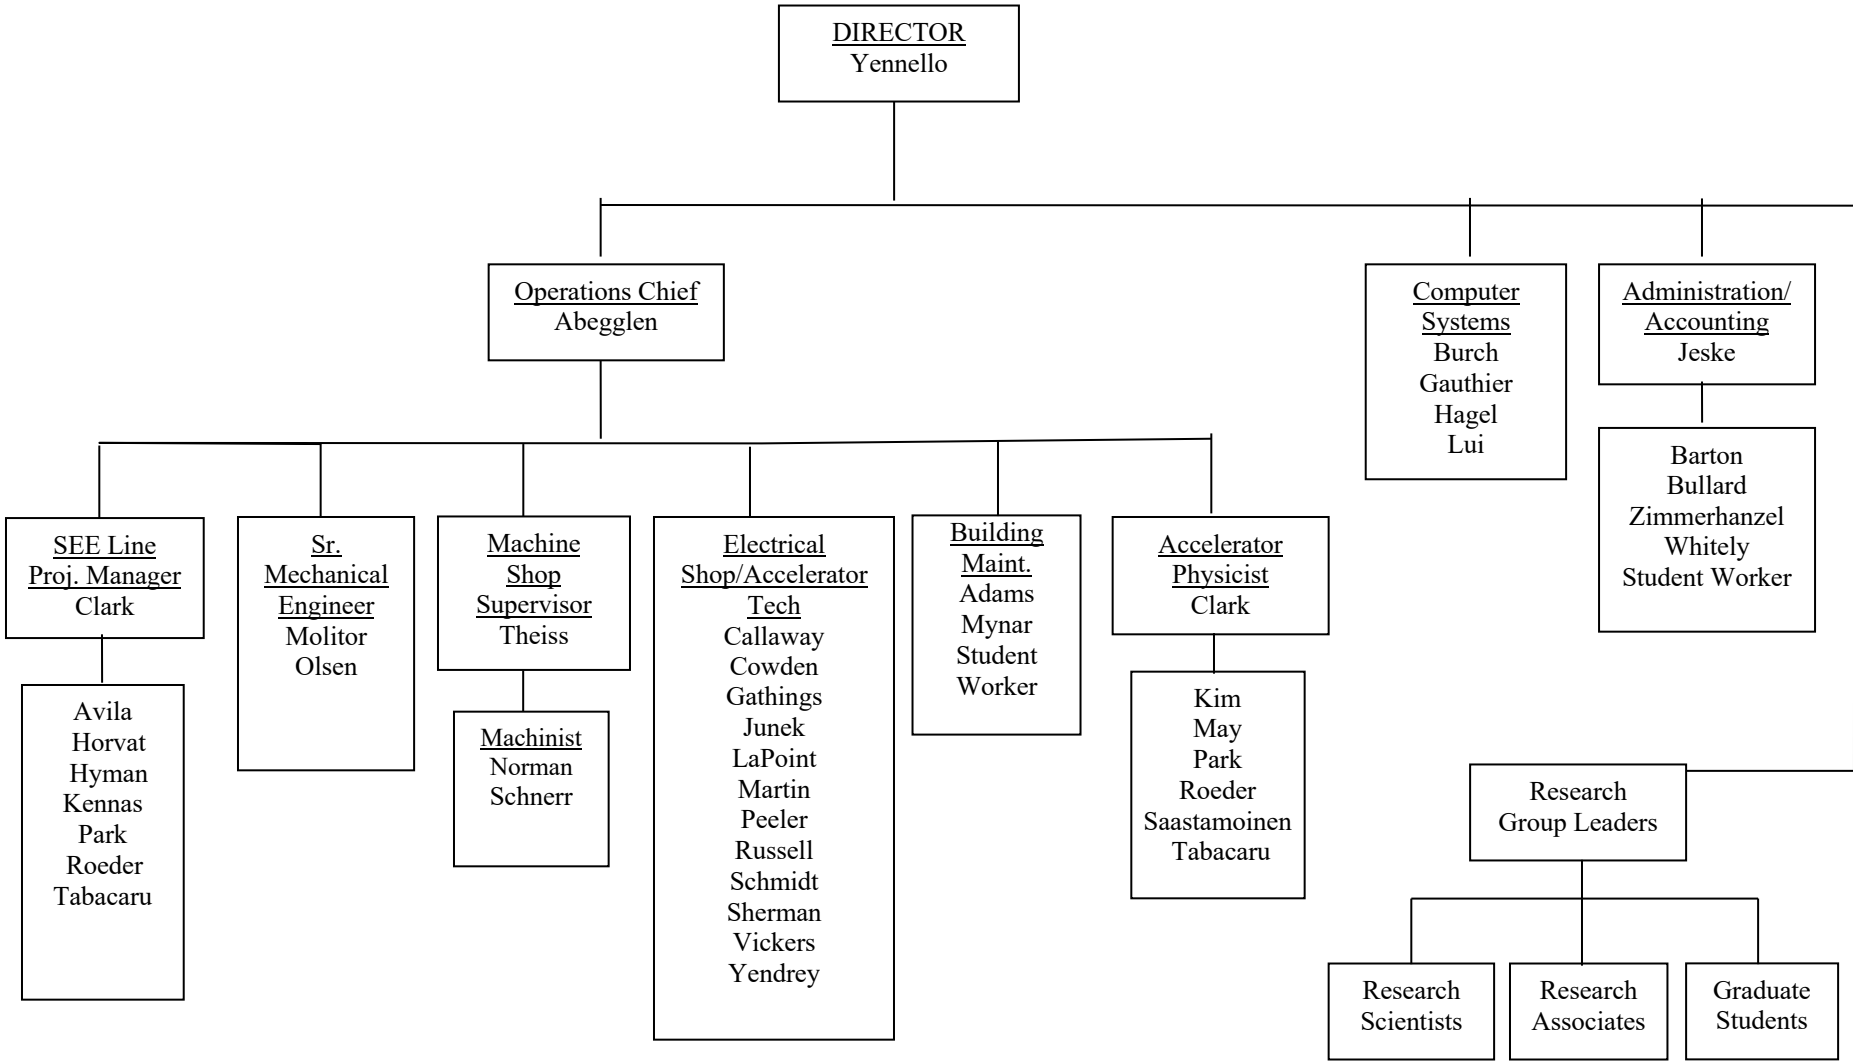 DIRECTOR
Yennello
Operations Chief
Abegglen
Computer
Systems
Burch
Gauthier
Hagel
Lui
Administration/
Accounting
Jeske
Barton
Bullard
Zimmerhanzel
Whitely
Student Worker
SEE Line
Proj. Manager
Clark
Avila
Horvat
Hyman
Kennas
Park
Roeder
Tabacaru
Sr.
Mechanical
Engineer
Molitor
Olsen
Machine
Shop
Supervisor
Theiss
Machinist
Norman
Schnerr
Electrical
Shop/Accelerator
Tech
Callaway
Cowden
Gathings
Junek
LaPoint
Martin
Peeler
Russell
Schmidt
Sherman
Vickers
Yendrey
Building
Maint.
Adams
Mynar
Student
Worker
Accelerator
Physicist
Clark
Kim
May
Park
Roeder
Saastamoinen
Tabacaru
Research
Group Leaders
Research
Scientists
Research
Associates
Graduate
Students